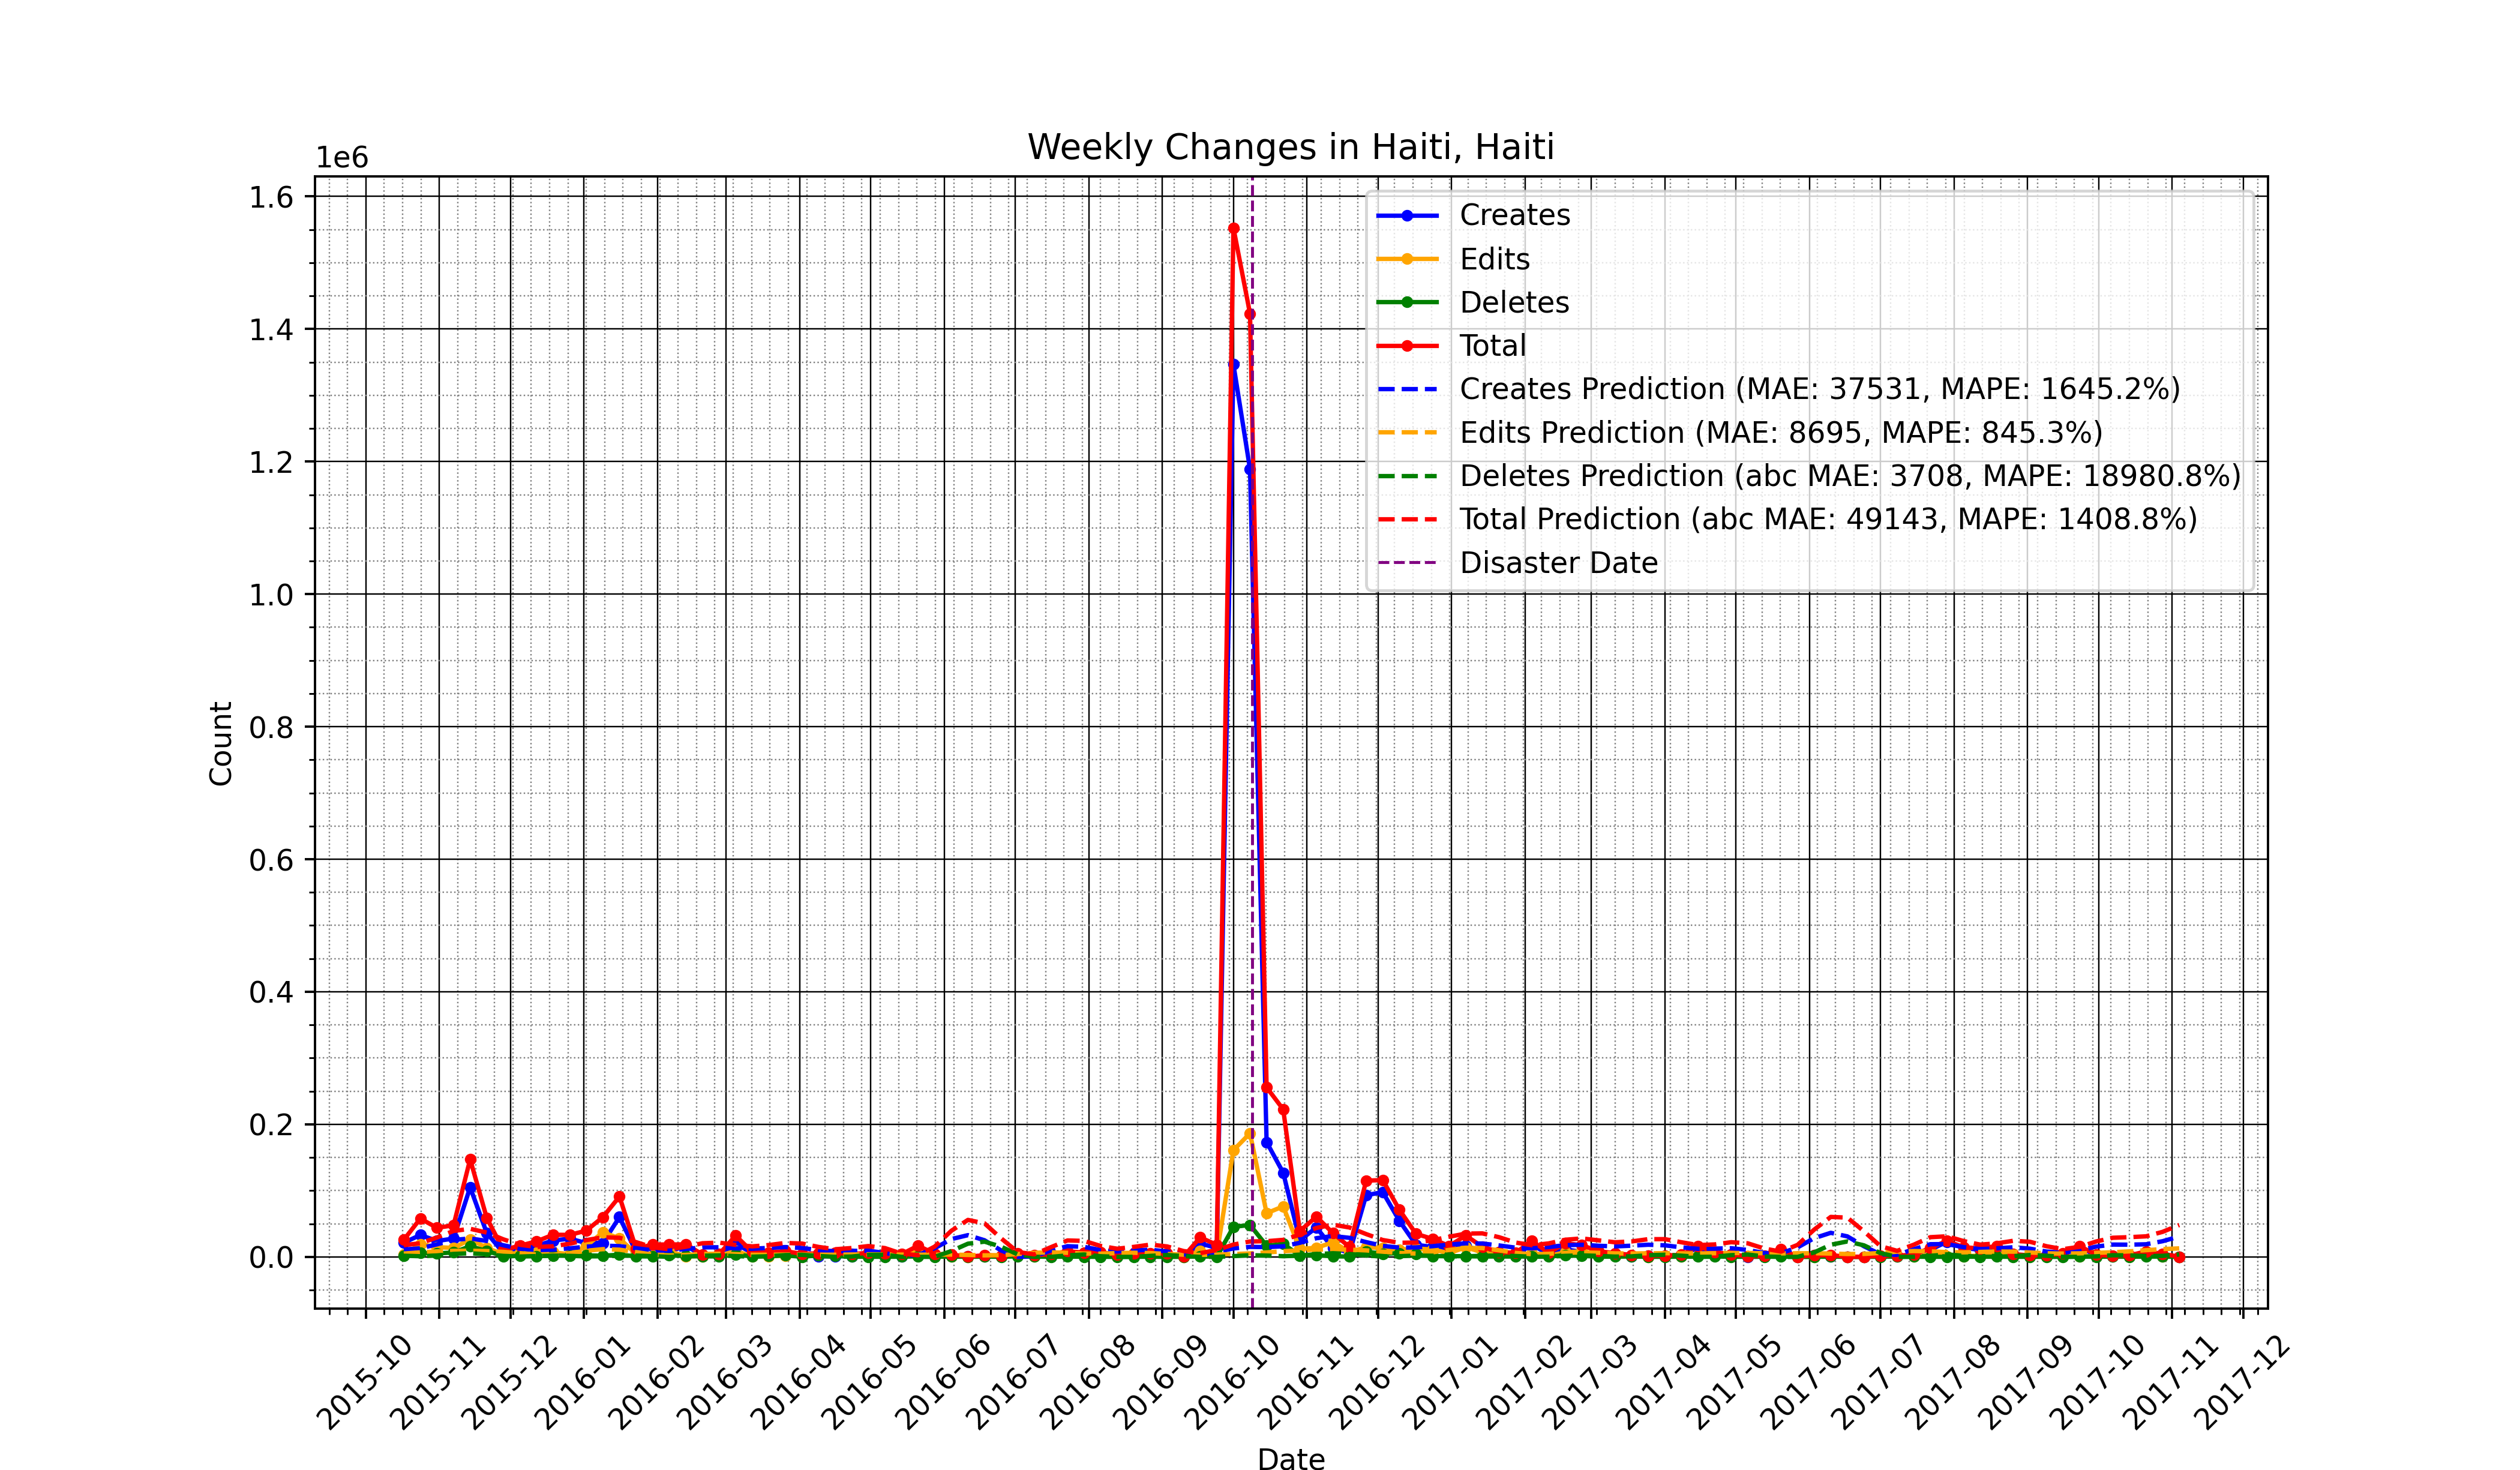 Weekly Changes in Haiti, Haiti
1e6
1.6
1.4
1.2
1.0
0.8
0.6
0.4
0.2
0.0
Count
Creates
Edits
Deletes
Total
Creates Prediction (MAE: 37531, MAPE: 1645.2%)
Edits Prediction (MAE: 8695, MAPE: 845.3%)
Deletes Prediction (abc MAE: 3708, MAPE: 18980.8%)
Total Prediction (abc MAE: 49143, MAPE: 1408.8%)
Disaster Date
2015-10
2015-11
2015-12
2016-01
2016-02
2016-03
2016-04
2016-05
2016-06
2016-07
2016-08
2016-09
2016-10
2016-11
2016-12
2017-01
2017-02
2017-03
2017-04
2017-05
2017-06
2017-07
2017-08
2017-09
2017-10
2017-11
2017-12
Date